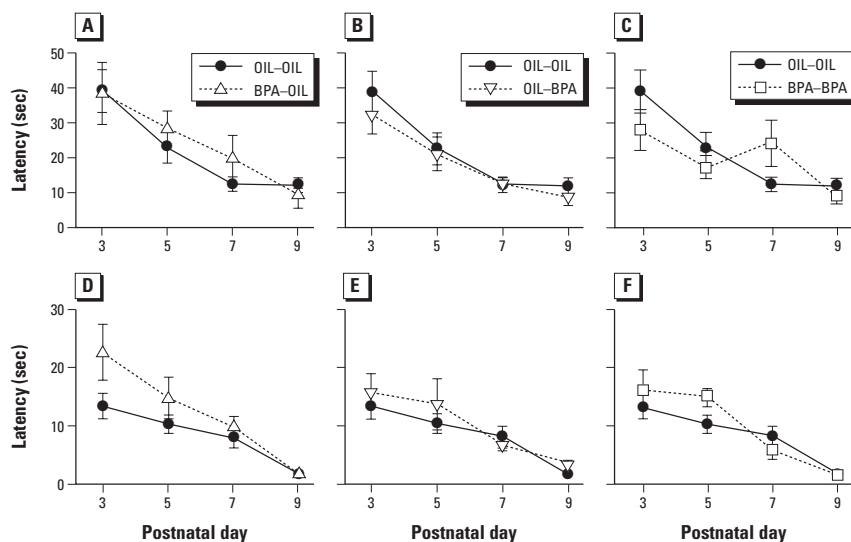 A
B
C
50
40
30
20
10
0
Latency (sec)
OIL–OIL
BPA–OIL
OIL–OIL
OIL–BPA
OIL–OIL
BPA–BPA
3 5 7 9
3 5 7 9
3 5 7 9
D
E
F
30
20
10
0
Latency (sec)
3 5 7 9
3 5 7 9
3 5 7 9
Postnatal day
Postnatal day
Postnatal day